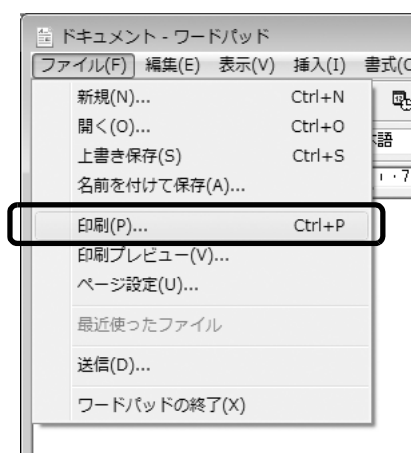 ドキュメント - ワードパッド
ファイル(F) 編集(E) 表示(V) 挿入(I) 書式(O
新規(N)... Ctrl+N
開く(O)... Ctrl+O
上書き保存(S) Ctrl+S
語
名前を付けて保存(A)...
· 7
印刷(P)... Ctrl+P
印刷プレビュー(V)...
ページ設定(U)...
最近使ったファイル
送信(D)...
ワードパッドの終了(X)